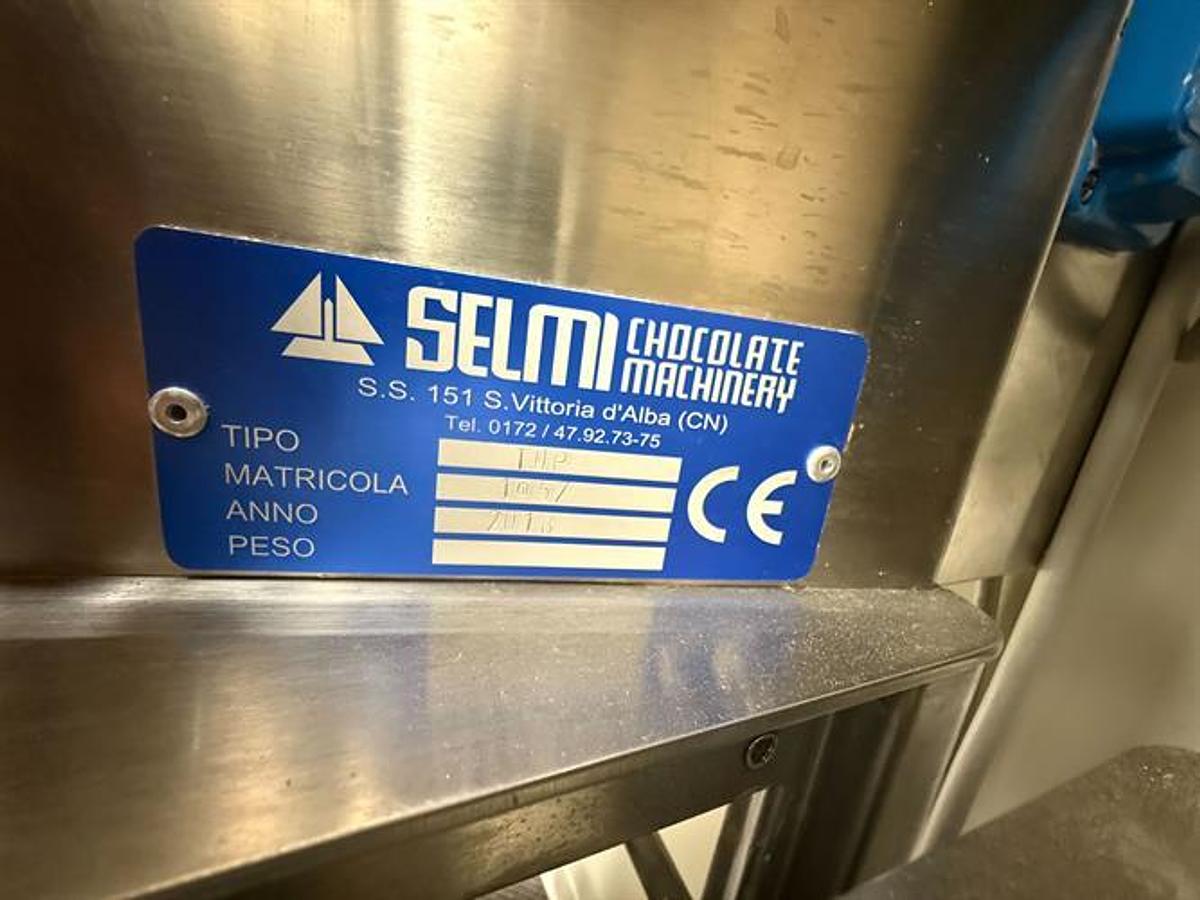 SELMI CHOCOLATE MACHINERY
S.S. 151 S.Vittoria d'Alba (CN)
Tel. 0172 / 47.92.73-75
TIPO
MATRICOLA
ANNO
PESO
CE